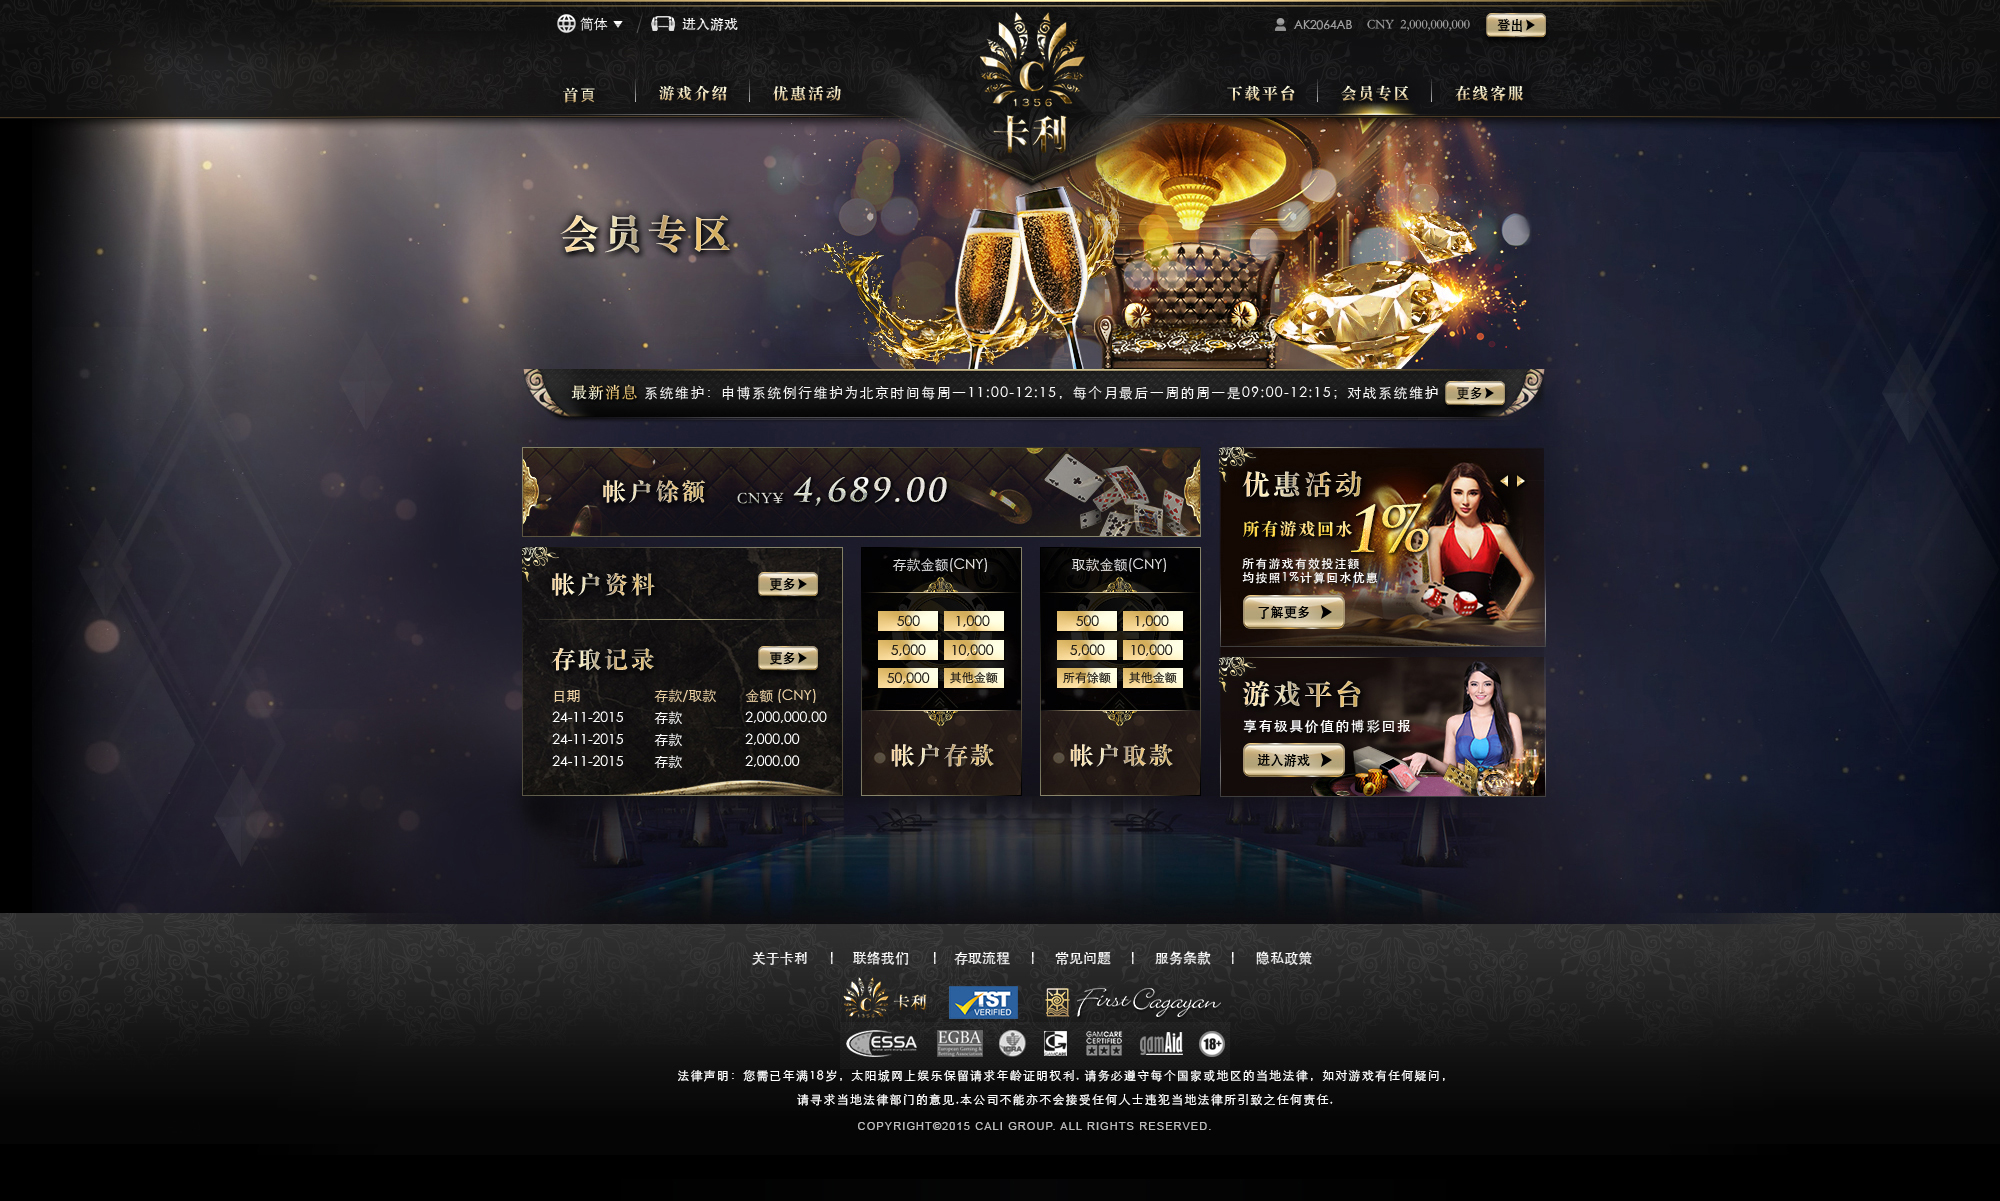 简体
进入游戏
AK2064AB
CNY 2,000,000,000
登出
首頁
游戏介绍
优惠活动
C
1356
卡利
下载平台
会员专区
在线客服
会员专区
最新消息 系统维护：申博系统例行维护为北京时间每周一11:00-12:15，每个月最后一周的周一是09:00-12:15；对战系统维护
更多
帐户馀额 CNY¥ 4,689.00
帐户资料
更多
存取记录
更多
日期 存款/取款 金额 (CNY)
24-11-2015 存款 2,000,000.00
24-11-2015 存款 2,000.00
24-11-2015 存款 2,000.00
存款金额(CNY)
500 1,000
5,000 10,000
50,000 其他金额
帐户存款
取款金额(CNY)
500 1,000
5,000 10,000
所有馀额 其他金额
帐户取款
优惠活动
所有游戏回水 1%
所有游戏有效投注额
均按照1%计算回水优惠
了解更多
游戏平台
享有极具价值的博彩回报
进入游戏
关于卡利 | 联络我们 | 存取流程 | 常见问题 | 服务条款 | 隐私政策
C
1356
卡利
TST
VERIFIED
First Cagayan
ESSA
EGBA
European Gaming &
Betting Association
G
GAMCARE
CERTIFIED
gamAid
18+
法律声明：您需已年满18岁，太阳城网上娱乐保留请求年龄证明权利. 请务必遵守每个国家或地区的当地法律，如对游戏有任何疑问，
请寻求当地法律部门的意见.本公司不能亦不会接受任何人士违犯当地法律所引致之任何责任.
COPYRIGHT©2015 CALI GROUP. ALL RIGHTS RESERVED.